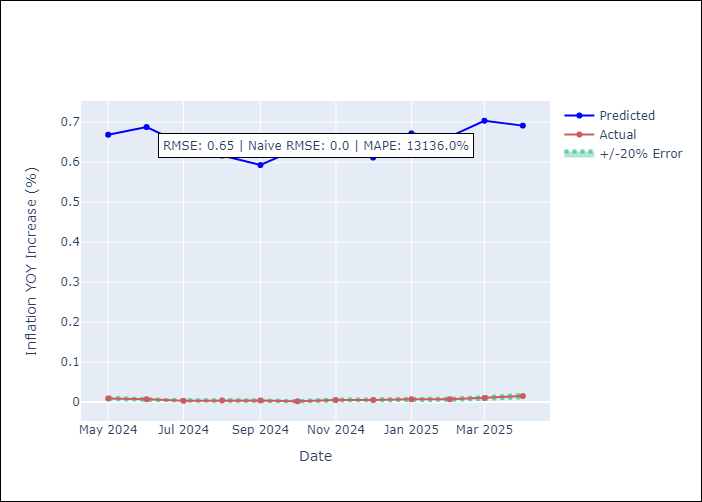 Predicted
Actual
+/-20% Error
RMSE: 0.65 | Naive RMSE: 0.0 | MAPE: 13136.0%
Inflation YOY Increase (%)
0.7
0.6
0.5
0.4
0.3
0.2
0.1
0
May 2024
Jul 2024
Sep 2024
Nov 2024
Jan 2025
Mar 2025
Date